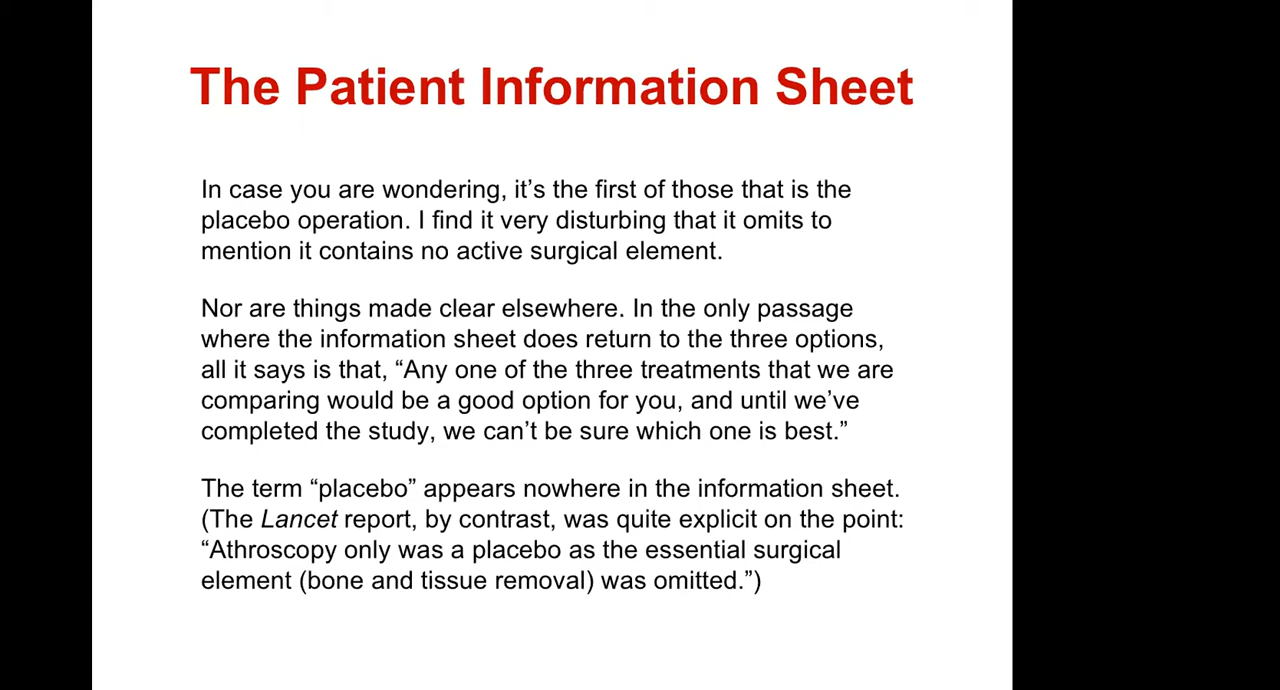 The Patient Information Sheet
In case you are wondering, it’s the first of those that is the
placebo operation. I find it very disturbing that it omits to
mention it contains no active surgical element.
Nor are things made clear elsewhere. In the only passage
where the information sheet does return to the three options,
all it says is that, “Any one of the three treatments that we are
comparing would be a good option for you, and until we’ve
completed the study, we can’t be sure which one is best.”
The term “placebo” appears nowhere in the information sheet.
(The Lancet report, by contrast, was quite explicit on the point:
“Athroscopy only was a placebo as the essential surgical
element (bone and tissue removal) was omitted.”)